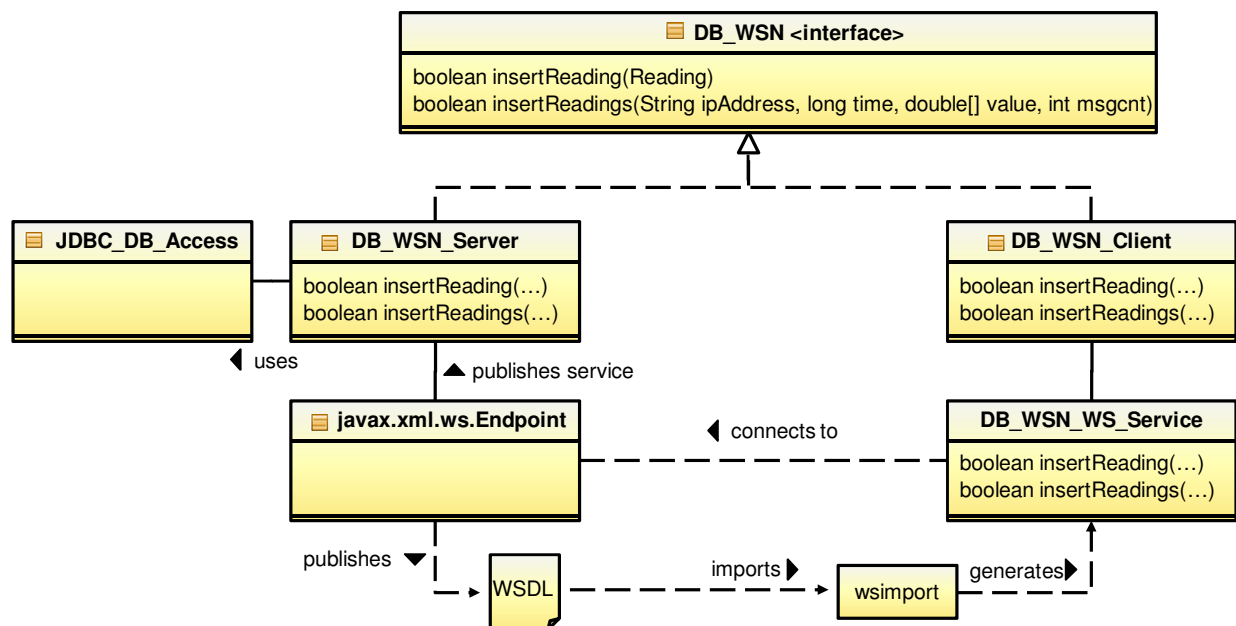 DB_WSN <interface>
boolean insertReading(Reading)
boolean insertReadings(String ipAddress, long time, double[] value, int msgcnt)
JDBC_DB_Access
DB_WSN_Server
boolean insertReading(…)
boolean insertReadings(…)
DB_WSN_Client
boolean insertReading(…)
boolean insertReadings(…)
uses
publishes service
javax.xml.ws.Endpoint
connects to
DB_WSN_WS_Service
boolean insertReading(…)
boolean insertReadings(…)
publishes
WSDL
imports
wsimport
generates